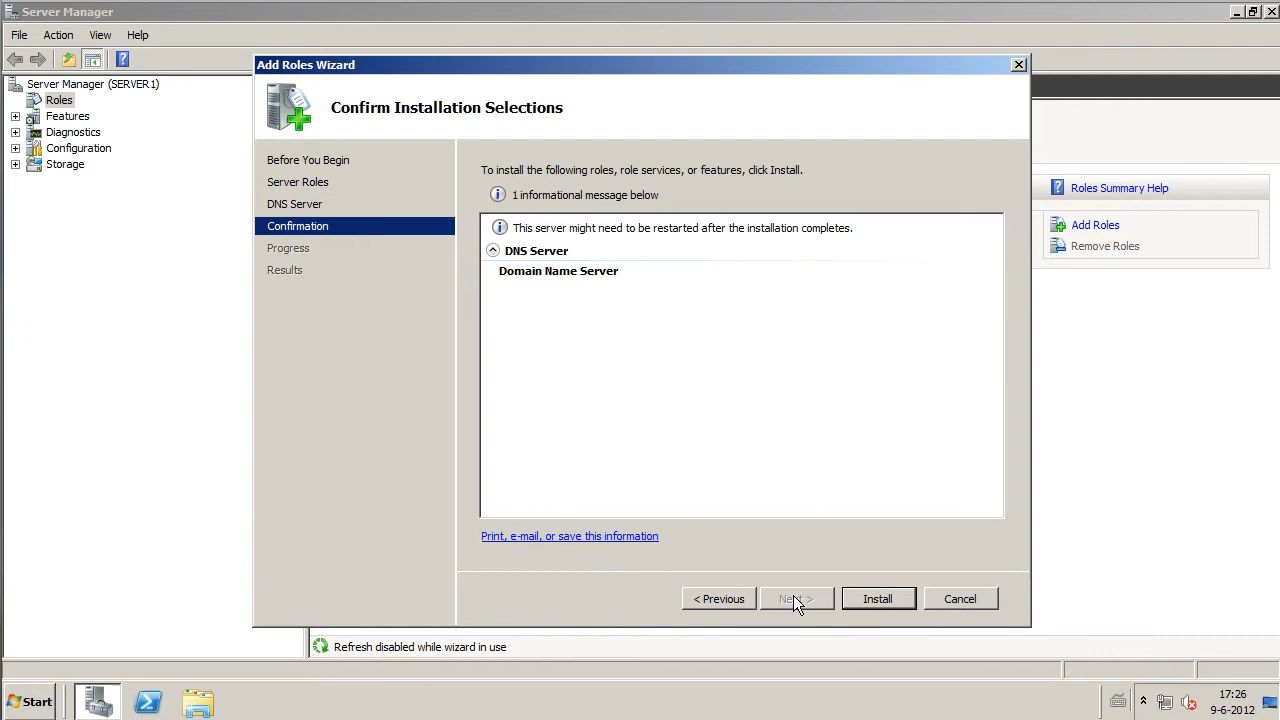 Server Manager
File Action View Help
Server Manager (SERVER1)
Roles
Features
Diagnostics
Configuration
Storage
Add Roles Wizard
Confirm Installation Selections
Before You Begin
Server Roles
DNS Server
Confirmation
Progress
Results
To install the following roles, role services, or features, click Install.
1 informational message below
This server might need to be restarted after the installation completes.
DNS Server
Domain Name Server
Print, e-mail, or save this information
< Previous
Next >
Install
Cancel
Roles Summary Help
Add Roles
Remove Roles
Refresh disabled while wizard in use
Start
17:26
9-6-2012